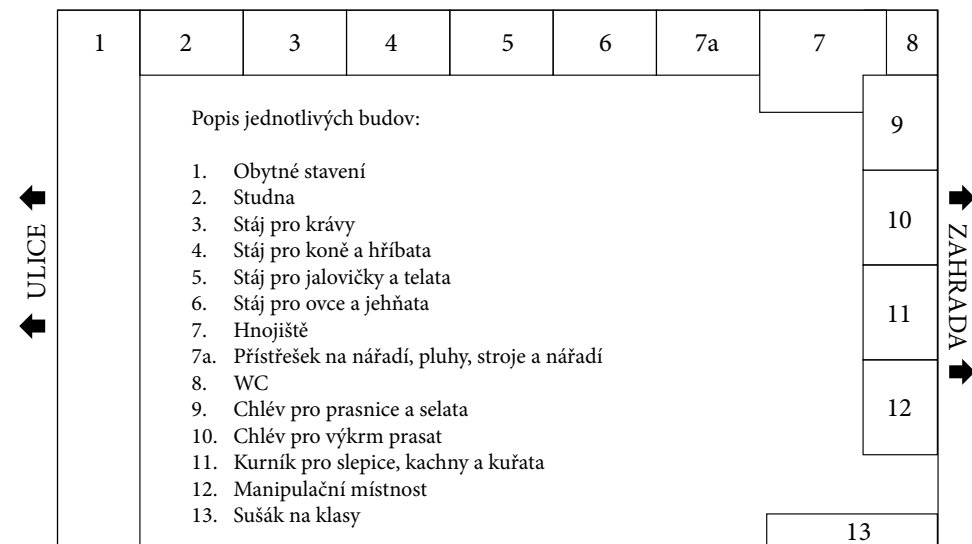 1 2 3 4 5 6 7a 7 8
Popis jednotlivých budov:
9
1. Obytné stavení
2. Studna
3. Stáj pro krávy
4. Stáj pro koně a hříbata
5. Stáj pro jalovičky a telata
6. Stáj pro ovce a jehňata
7. Hnojiště
7a. Přístřešek na nářadí, pluhy, stroje a nářadí
8. WC
9. Chlév pro prasnice a selata
10. Chlév pro výkrm prasat
11. Kurník pro slepice, kachny a kuřata
12. Manipulační místnost
13. Sušák na klasy
10
11
12
13
ULICE
ZAHRADA